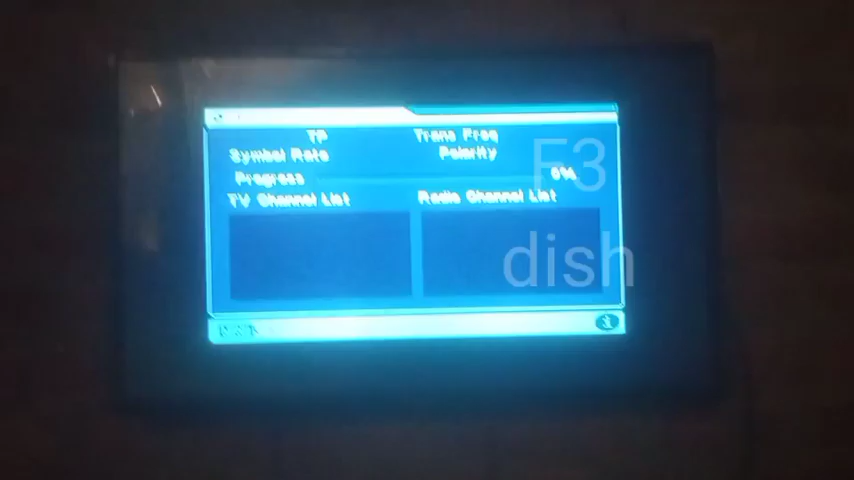 TP Trans Freq
Symbol Rate Polarity
Progress 0%
TV Channel List Radio Channel List
F3
dish